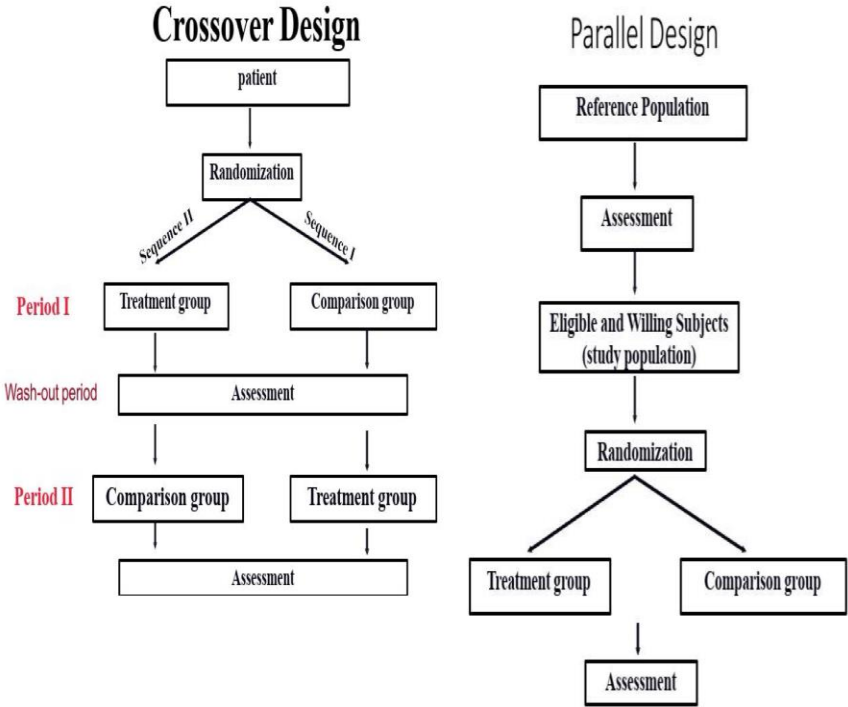 Crossover Design
patient
Randomization
Sequence II
Sequence I
Period I
Treatment group
Comparison group
Wash-out period
Assessment
Period II
Comparison group
Treatment group
Assessment
Parallel Design
Reference Population
Assessment
Eligible and Willing Subjects
(study population)
Randomization
Treatment group
Comparison group
Assessment